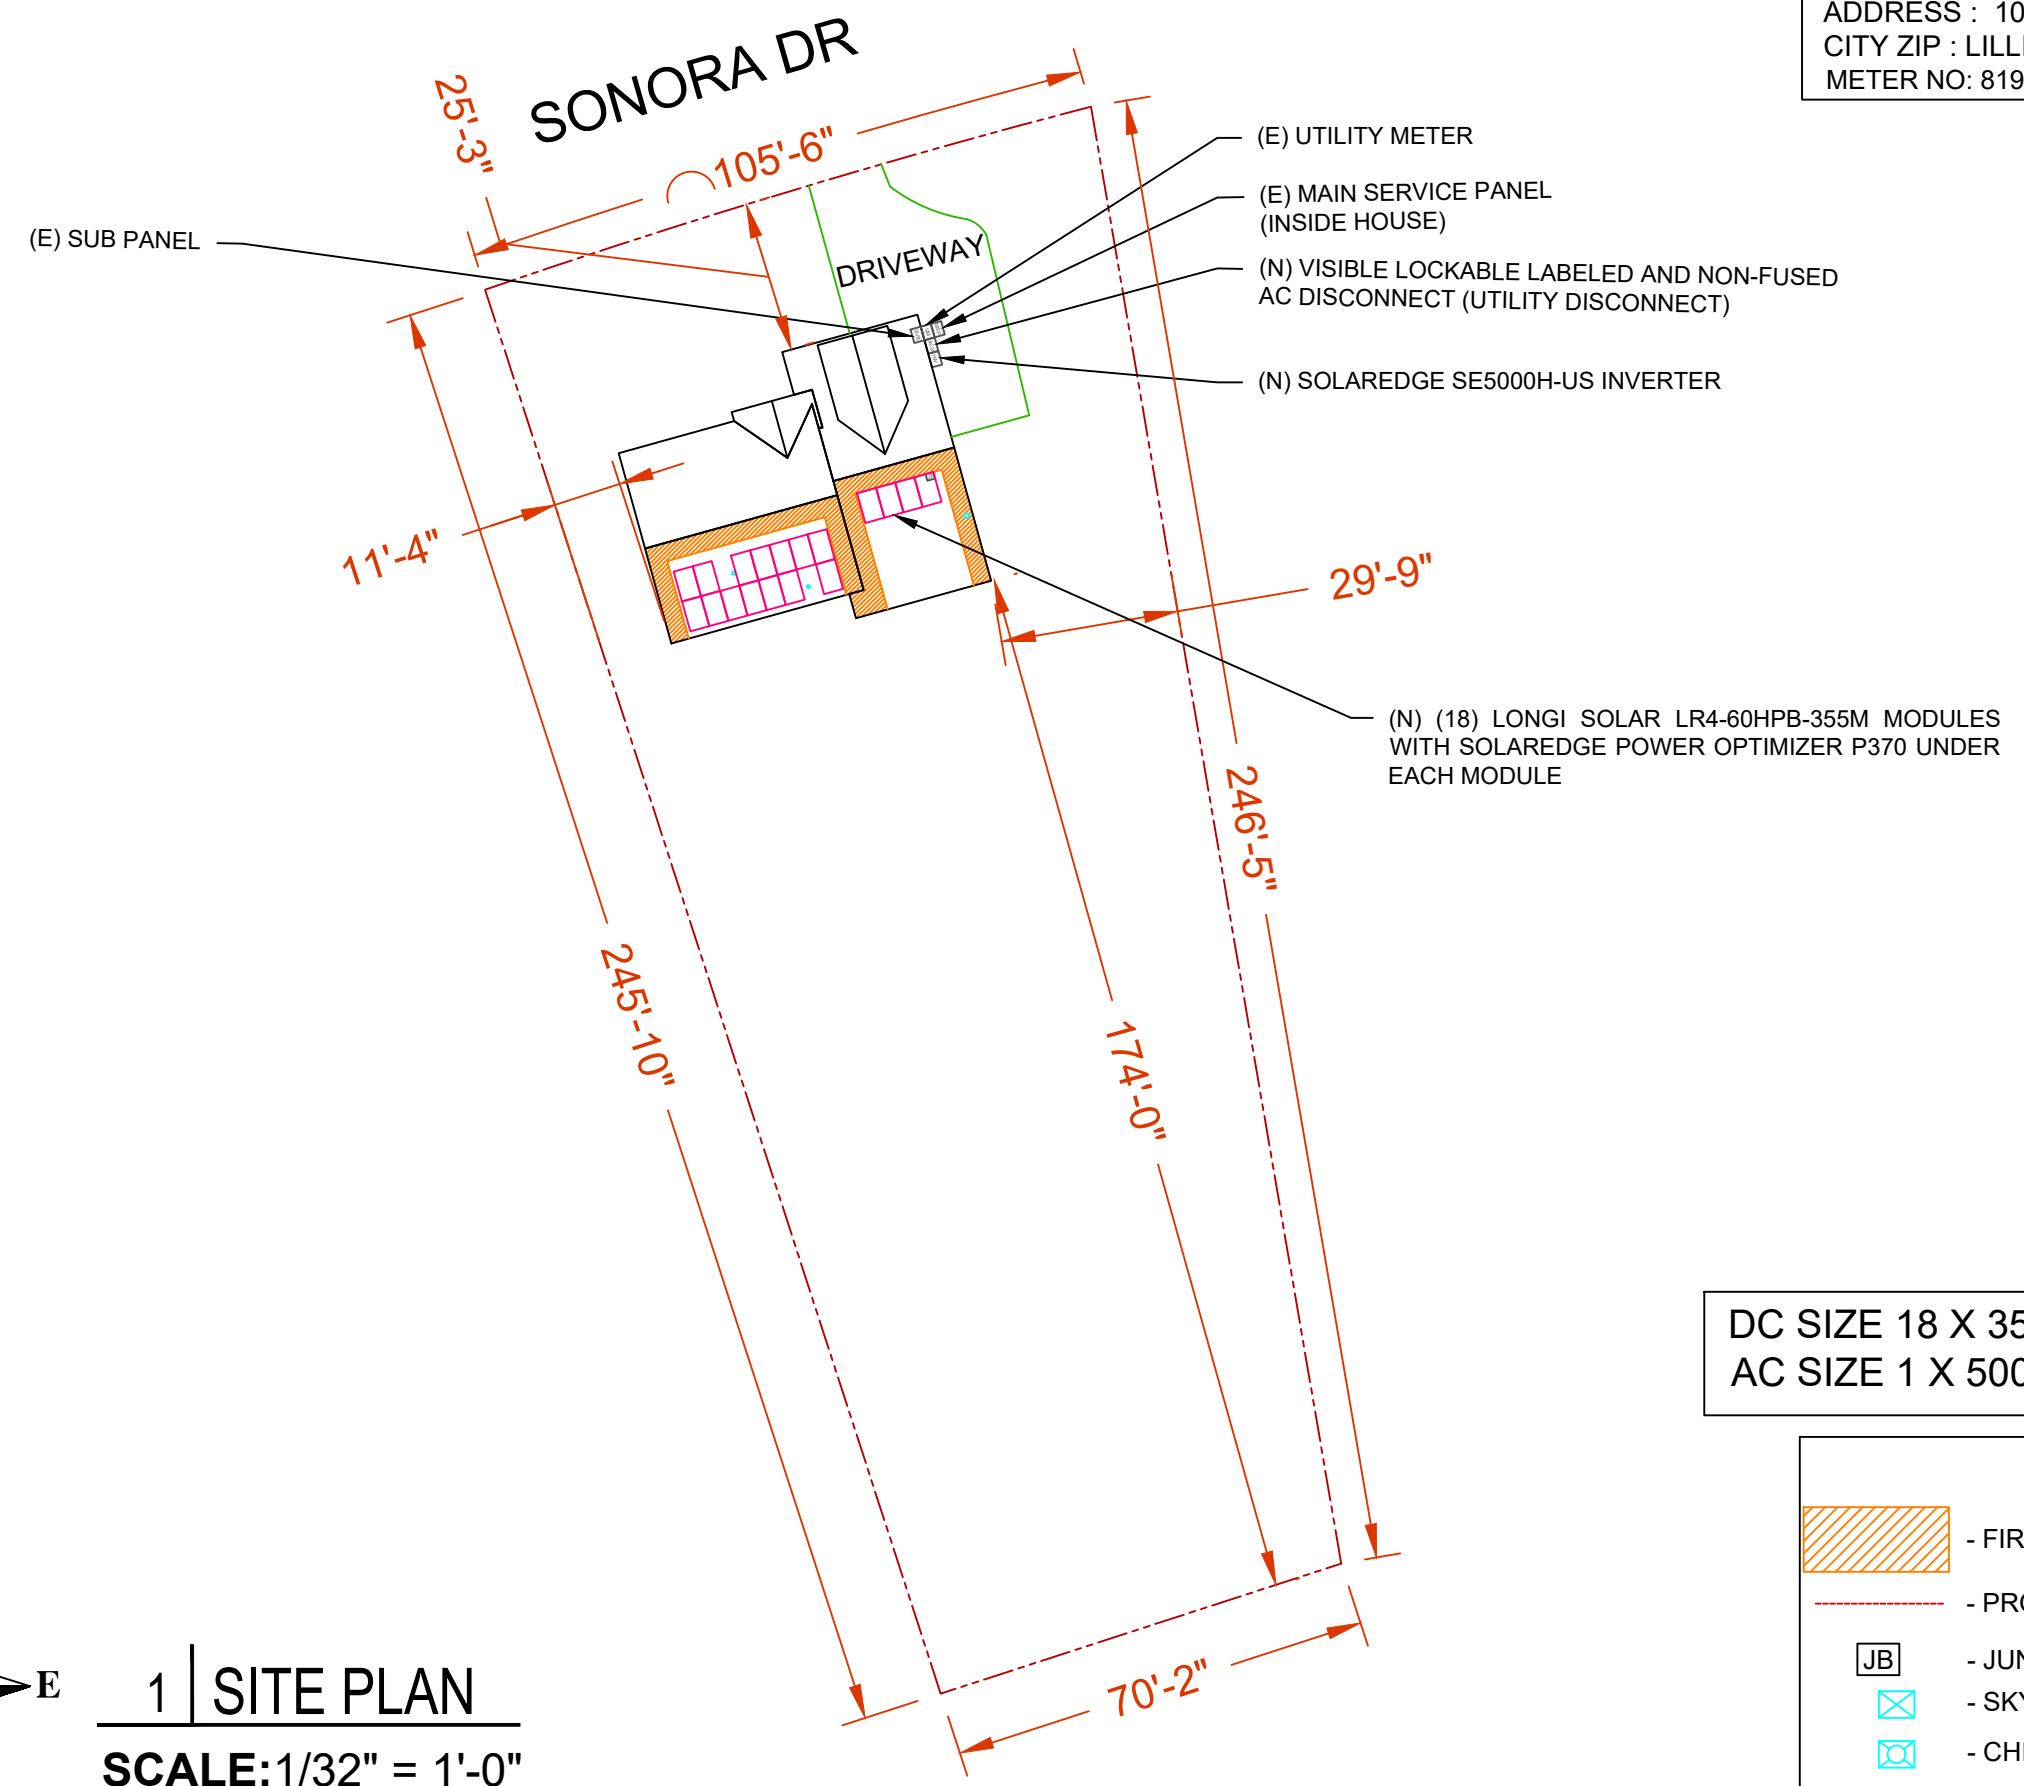 ADDRESS : 10
CITY ZIP : LILLI
METER NO: 819
SONORA DR
25'-3"
105'-6"
(E) UTILITY METER
(E) MAIN SERVICE PANEL
(INSIDE HOUSE)
(E) SUB PANEL
DRIVEWAY
(N) VISIBLE LOCKABLE LABELED AND NON-FUSED
AC DISCONNECT (UTILITY DISCONNECT)
(N) SOLAREDGE SE5000H-US INVERTER
11'-4"
29'-9"
(N) (18) LONGI SOLAR LR4-60HPB-355M MODULES
WITH SOLAREDGE POWER OPTIMIZER P370 UNDER
EACH MODULE
246'-5"
245'-10"
174'-0"
DC SIZE 18 X 35
AC SIZE 1 X 500
- FIR
- PRO
JB - JUN
- SKY
- CHI
70'-2"
E
1 SITE PLAN
SCALE:1/32" = 1'-0"